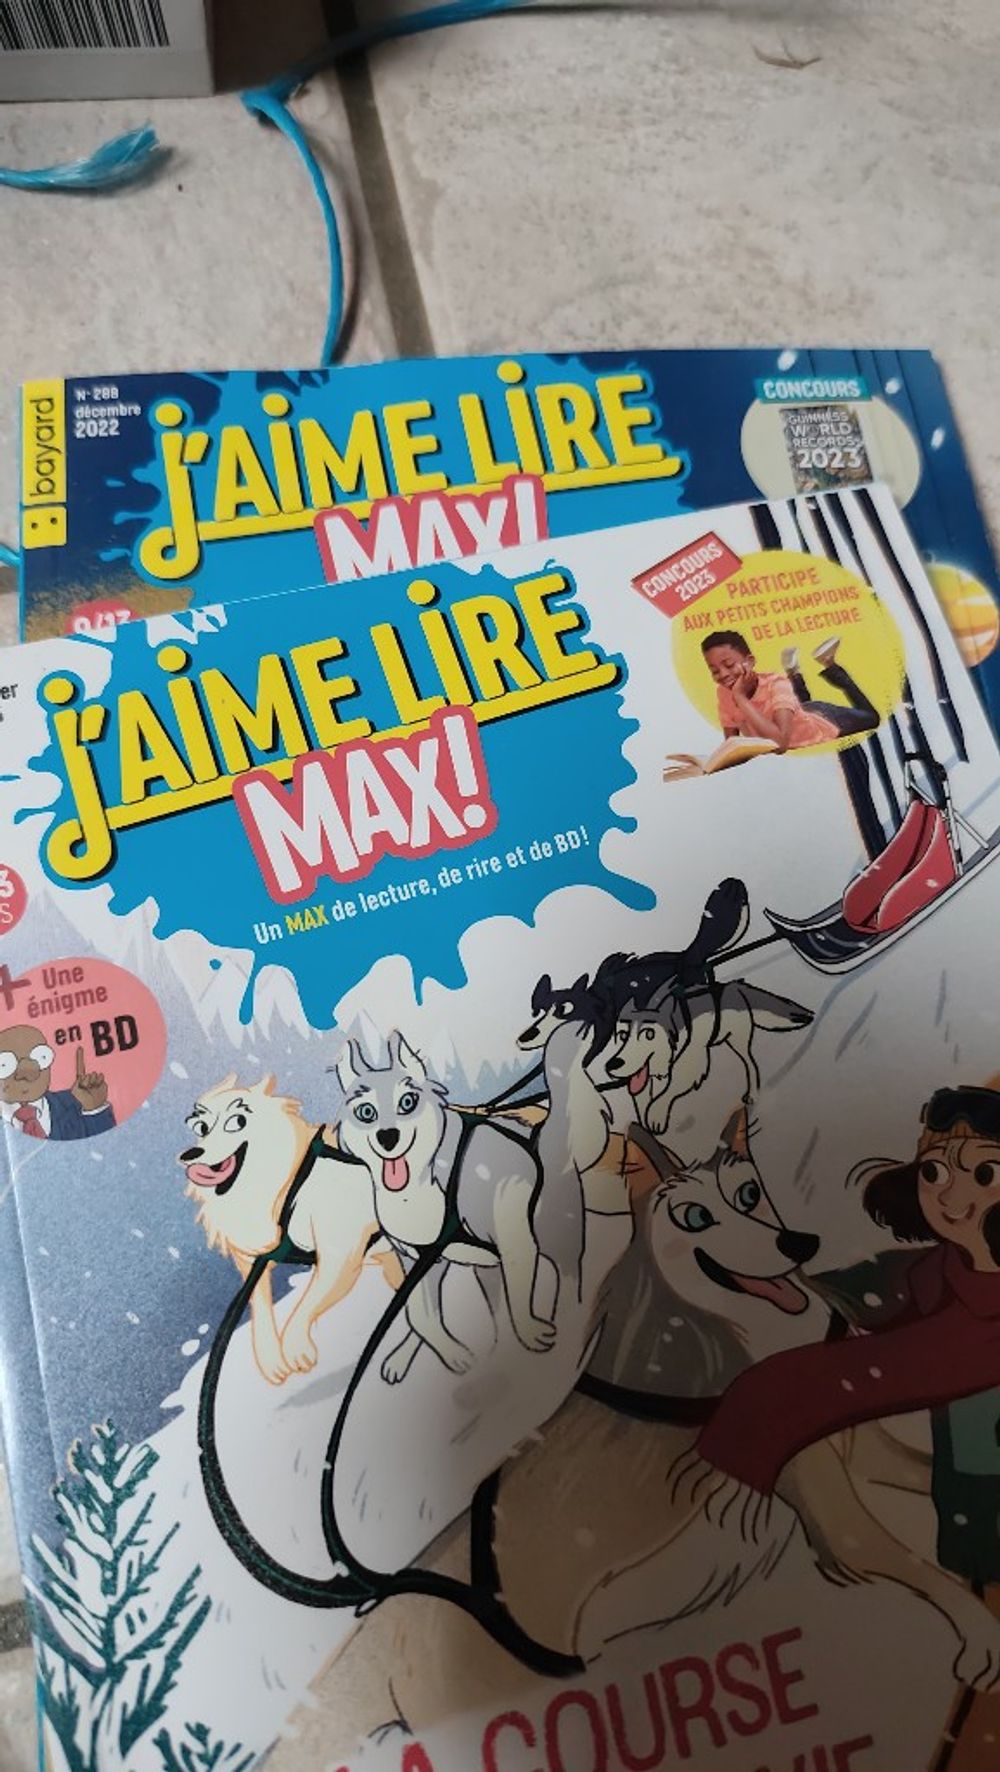 bayard
N° 288
décembre
2022
J'AIME LIRE
MAX!
CONCOURS
GUINNESS
WORLD
RECORDS
2023
9/13
J'AIME LIRE
MAX!
Un MAX de lecture, de rire et de BD!
CONCOURS
2023
PARTICIPE
AUX PETITS CHAMPIONS
DE LA LECTURE
+ Une
énigme
en BD
COURSE